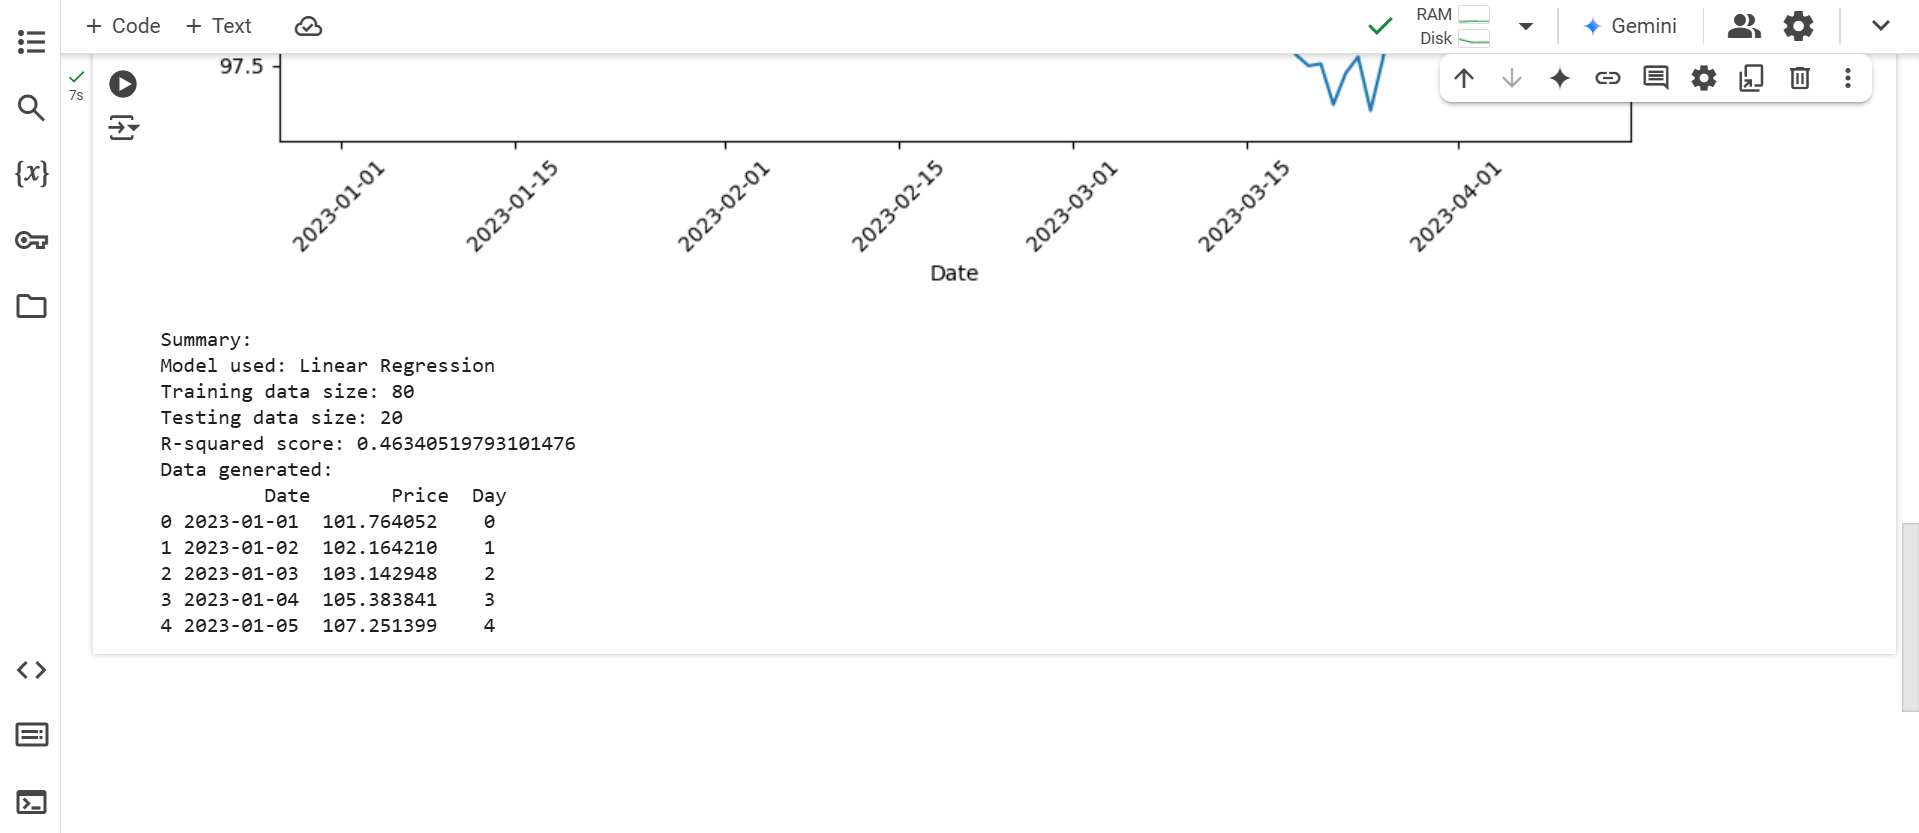 + Code + Text
RAM
Disk
Gemini
7s
97.5
2023-01-01
2023-01-15
2023-02-01
2023-02-15
2023-03-01
2023-03-15
2023-04-01
Date
Summary:
Model used: Linear Regression
Training data size: 80
Testing data size: 20
R-squared score: 0.46340519793101476
Data generated:
Date Price Day
0 2023-01-01 101.764052 0
1 2023-01-02 102.164210 1
2 2023-01-03 103.142948 2
3 2023-01-04 105.383841 3
4 2023-01-05 107.251399 4